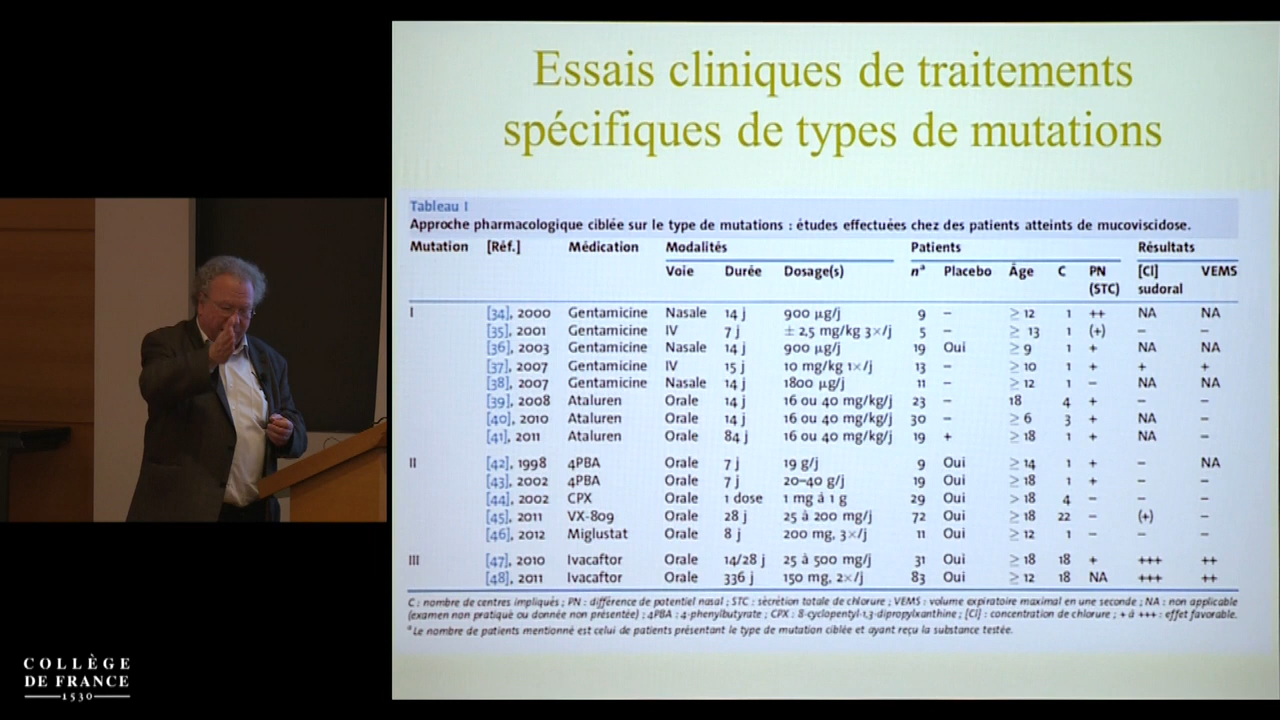 Essais cliniques de traitements
spécifiques de types de mutations
Tableau I
Approche pharmacologique ciblée sur le type de mutations : études effectuées chez des patients atteints de mucoviscidose.
Mutation [Réf.] Médication Modalités Patients Résultats
Voie Durée Dosage(s) nª Placebo Âge C PN (STC) [Cl] sudoral VEMS
I [34], 2000 Gentamicine Nasale 14 j 900 µg/j 9 – ≥ 12 1 ++ NA NA
[35], 2001 Gentamicine IV 7 j ± 2,5 mg/kg 3×/j 5 – ≥ 13 1 (+) – –
[36], 2003 Gentamicine Nasale 14 j 900 µg/j 19 Oui ≥ 9 1 + NA NA
[37], 2007 Gentamicine IV 15 j 10 mg/kg 1×/j 13 – ≥ 10 1 + + +
[38], 2007 Gentamicine Nasale 14 j 1800 µg/j 11 – ≥ 12 1 – NA NA
[39], 2008 Ataluren Orale 14 j 16 ou 40 mg/kg/j 23 – 18 4 + – –
[40], 2010 Ataluren Orale 14 j 16 ou 40 mg/kg/j 30 – ≥ 6 3 + NA –
[41], 2011 Ataluren Orale 84 j 16 ou 40 mg/kg/j 19 + ≥ 18 1 + NA –
II [42], 1998 4PBA Orale 7 j 19 g/j 9 Oui ≥ 14 1 + – NA
[43], 2002 4PBA Orale 7 j 20–40 g/j 19 Oui ≥ 18 1 + – –
[44], 2002 CPX Orale 1 dose 1 mg à 1 g 29 Oui > 18 4 – – –
[45], 2011 VX-809 Orale 28 j 25 à 200 mg/j 72 Oui ≥ 18 22 – (+) –
[46], 2012 Miglustat Orale 8 j 200 mg, 3×/j 11 Oui ≥ 12 1 – – –
III [47], 2010 Ivacaftor Orale 14/28 j 25 à 500 mg/j 31 Oui ≥ 18 18 + +++ ++
[48], 2011 Ivacaftor Orale 336 j 150 mg, 2×/j 83 Oui ≥ 12 18 NA +++ ++
C : nombre de centres impliqués ; PN : différence de potentiel nasal ; STC : sécrétion totale de chlorure ; VEMS : volume expiratoire maximal en une seconde ; NA : non applicable
(examen non pratiqué ou donnée non présentée) ; 4PBA : 4-phenylbutyrate ; CPX : 8-cyclopentyl-1,3-dipropylxanthine ; [Cl] : concentration de chlorure ; + à +++ : effet favorable.
ª Le nombre de patients mentionné est celui de patients présentant le type de mutation ciblée et ayant reçu la substance testée.
COLLÈGE
DE FRANCE
1530